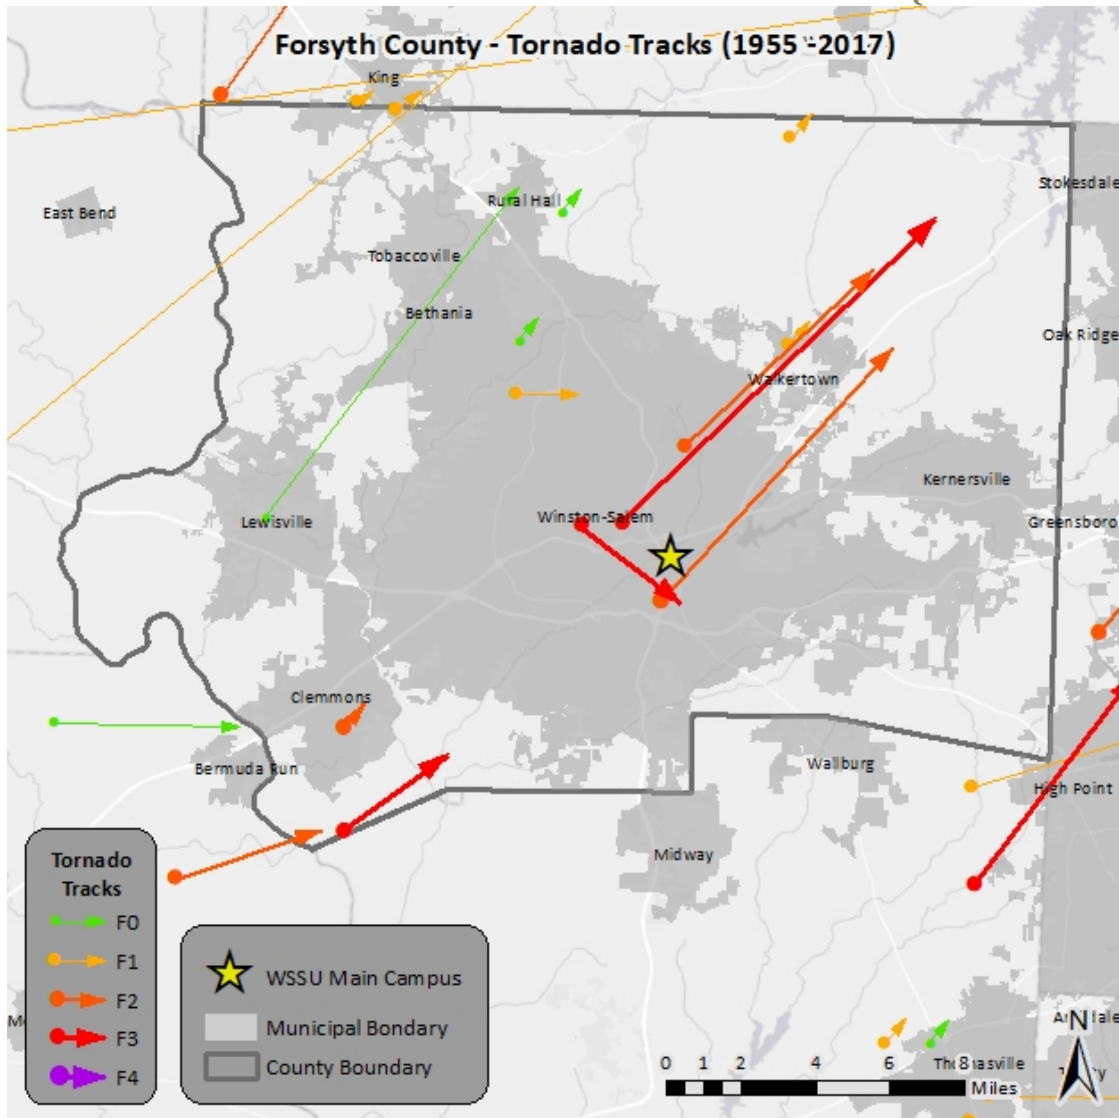 Forsyth County - Tornado Tracks (1955 -2017)
King
Stokesdale
Rural Hall
East Bend
Tobaccoville
Bethania
Oak Ridge
Walkertown
Kernersville
Winston-Salem
Lewisville
Greensboro
Clemmons
Bermuda Run
Wallburg
High Point
Midway
Tornado
Tracks
F0
F1
F2
F3
F4
WSSU Main Campus
Municipal Bondary
County Boundary
N
0 1 2 4 6 8
Miles